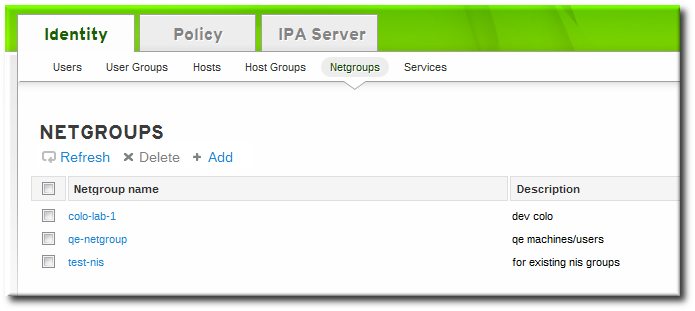 Identity Policy IPA Server
Users User Groups Hosts Host Groups Netgroups Services
NETGROUPS
Refresh Delete Add
Netgroup name Description
colo-lab-1 dev colo
qe-netgroup qe machines/users
test-nis for existing nis groups